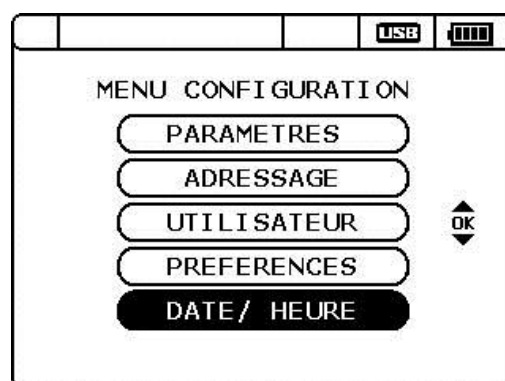 USB
MENU CONFIGURATION
PARAMETRES
ADRESSAGE
UTILISATEUR
OK
PREFERENCES
DATE/ HEURE